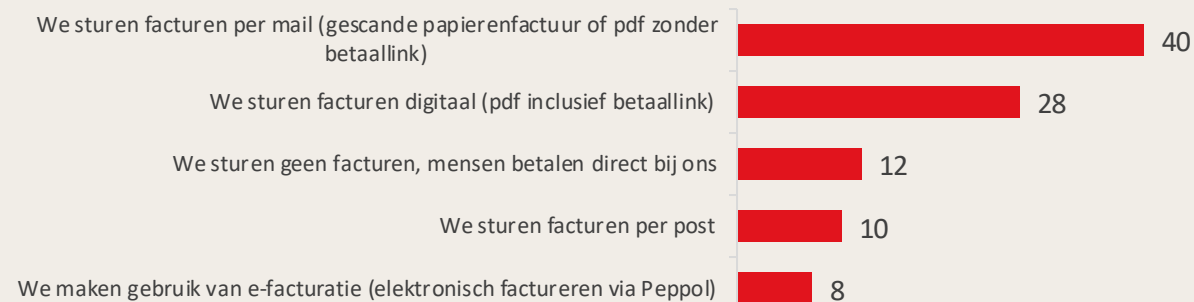 We sturen facturen per mail (gescande papierenfactuur of pdf zonder
betaallink)
40
We sturen facturen digitaal (pdf inclusief betaallink)
28
We sturen geen facturen, mensen betalen direct bij ons
12
We sturen facturen per post
10
We maken gebruik van e-facturatie (elektronisch factureren via Peppol)
8